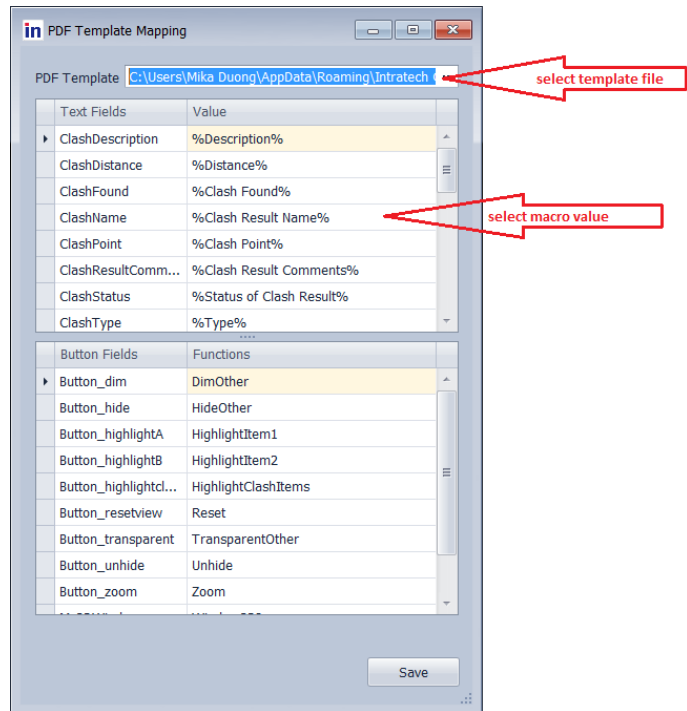 in PDF Template Mapping
PDF Template C:\Users\Mika Duong\AppData\Roaming\Intratech
select template file
Text Fields Value
ClashDescription %Description%
ClashDistance %Distance%
ClashFound %Clash Found%
ClashName %Clash Result Name%
select macro value
ClashPoint %Clash Point%
ClashResultComm... %Clash Result Comments%
ClashStatus %Status of Clash Result%
ClashType %Type%
Button Fields Functions
Button_dim DimOther
Button_hide HideOther
Button_highlightA HighlightItem1
Button_highlightB HighlightItem2
Button_highlightcl... HighlightClashItems
Button_resetview Reset
Button_transparent TransparentOther
Button_unhide Unhide
Button_zoom Zoom
Save